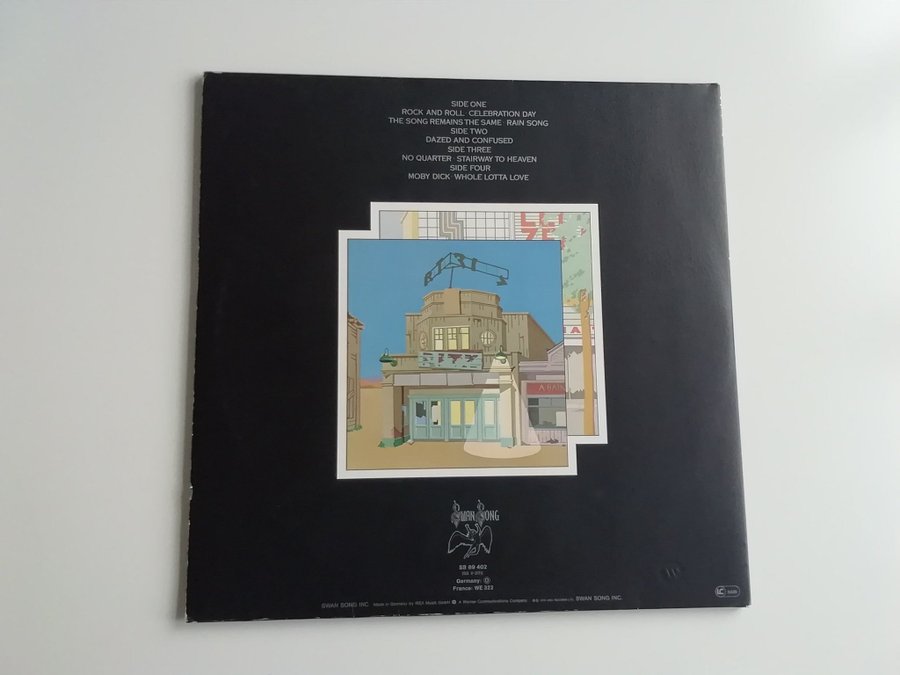 SIDE ONE
ROCK AND ROLL · CELEBRATION DAY
THE SONG REMAINS THE SAME · RAIN SONG
SIDE TWO
DAZED AND CONFUSED
SIDE THREE
NO QUARTER · STAIRWAY TO HEAVEN
SIDE FOUR
MOBY DICK · WHOLE LOTTA LOVE
RITZ
SWAN SONG
SB 89 402
Germany:
France: WE 322
SWAN SONG INC. Made in Germany by WEA Musik GmbH A Warner Communications Company SWAN SONG INC.
LC